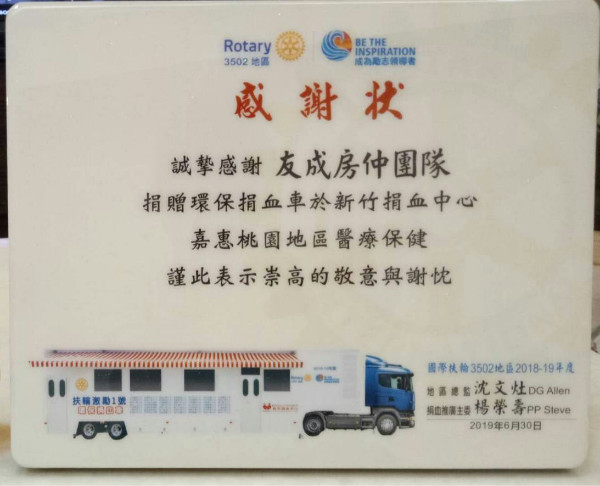 Rotary
3502 地區
BE THE
INSPIRATION
成為勵志領導者
感謝狀
誠摯感謝 友成房仲團隊
捐贈環保捐血車於新竹捐血中心
嘉惠桃園地區醫療保健
謹此表示崇高的敬意與謝忱
扶輪激勵1號
環保捐血車
國際扶輪3502地區2018-19年度
地區總監 沈文灶 DG Allen
捐血推廣主委 楊榮壽 PP Steve
2019年6月30日